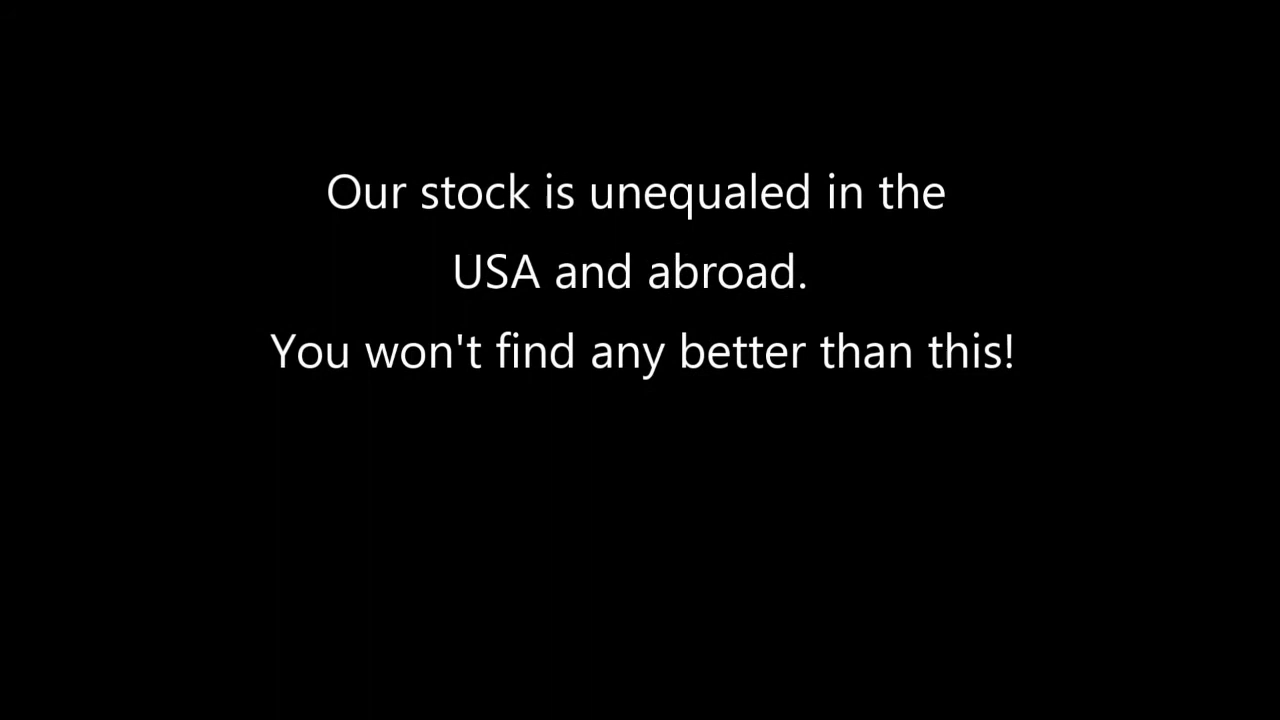 Our stock is unequaled in the
USA and abroad.
You won't find any better than this!